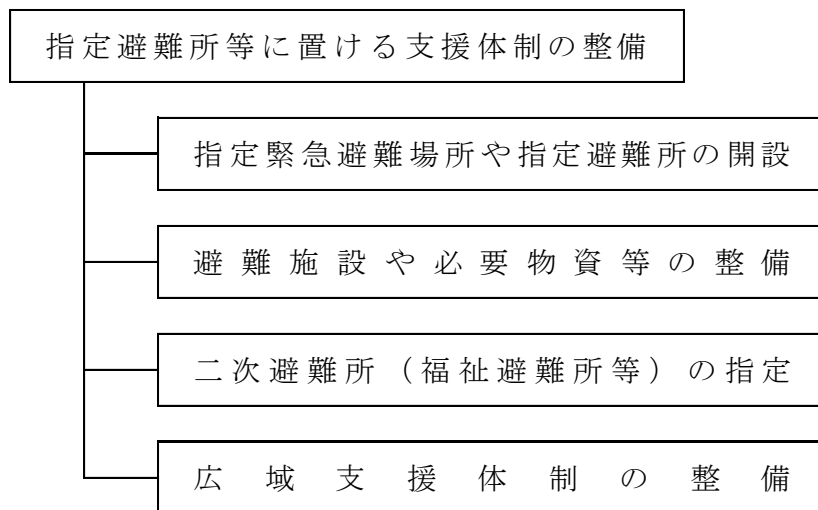 指定避難所等に置ける支援体制の整備
指定緊急避難場所や指定避難所の開設
避難施設や必要物資等の整備
二次避難所（福祉避難所等）の指定
広域支援体制の整備